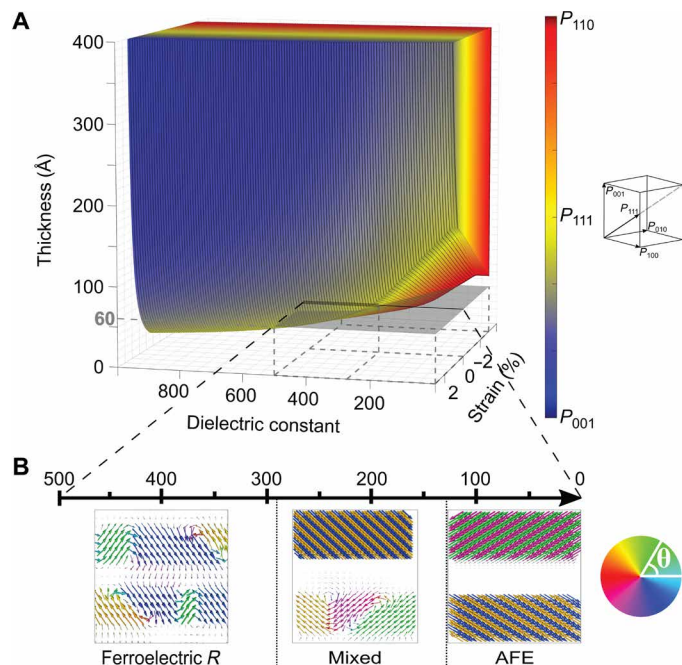 A
400
300
200
100
60
0
Thickness (Å)
800
600
400
200
Dielectric constant
2
0
−2
Strain (%)
P110
P111
P001
P001
P111
P010
P100
B
500 400 300 200 100 0
θ
Ferroelectric R Mixed AFE